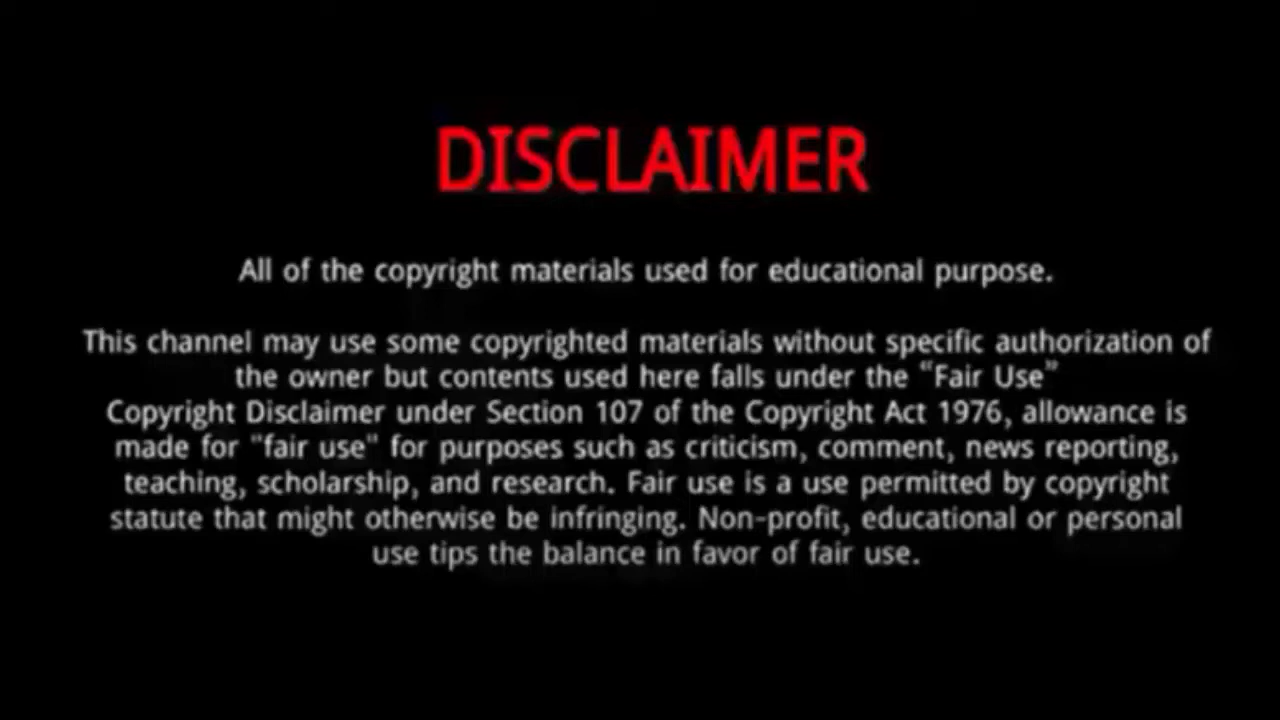 DISCLAIMER
All of the copyright materials used for educational purpose.
This channel may use some copyrighted materials without specific authorization of
the owner but contents used here falls under the “Fair Use”
Copyright Disclaimer under Section 107 of the Copyright Act 1976, allowance is
made for "fair use" for purposes such as criticism, comment, news reporting,
teaching, scholarship, and research. Fair use is a use permitted by copyright
statute that might otherwise be infringing. Non-profit, educational or personal
use tips the balance in favor of fair use.